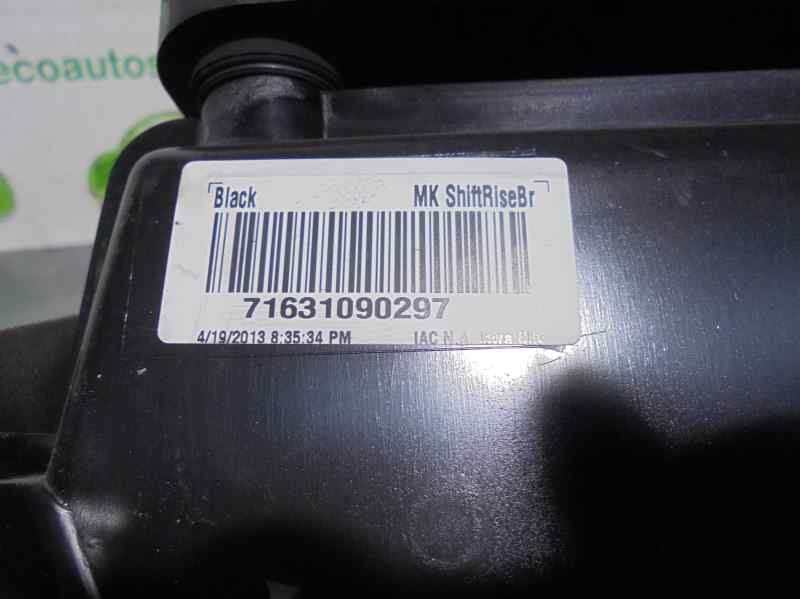 ecoautos
Black MK ShiftRiseBr
71631090297
4/19/2013 8:35:34 PM IAC N.A.